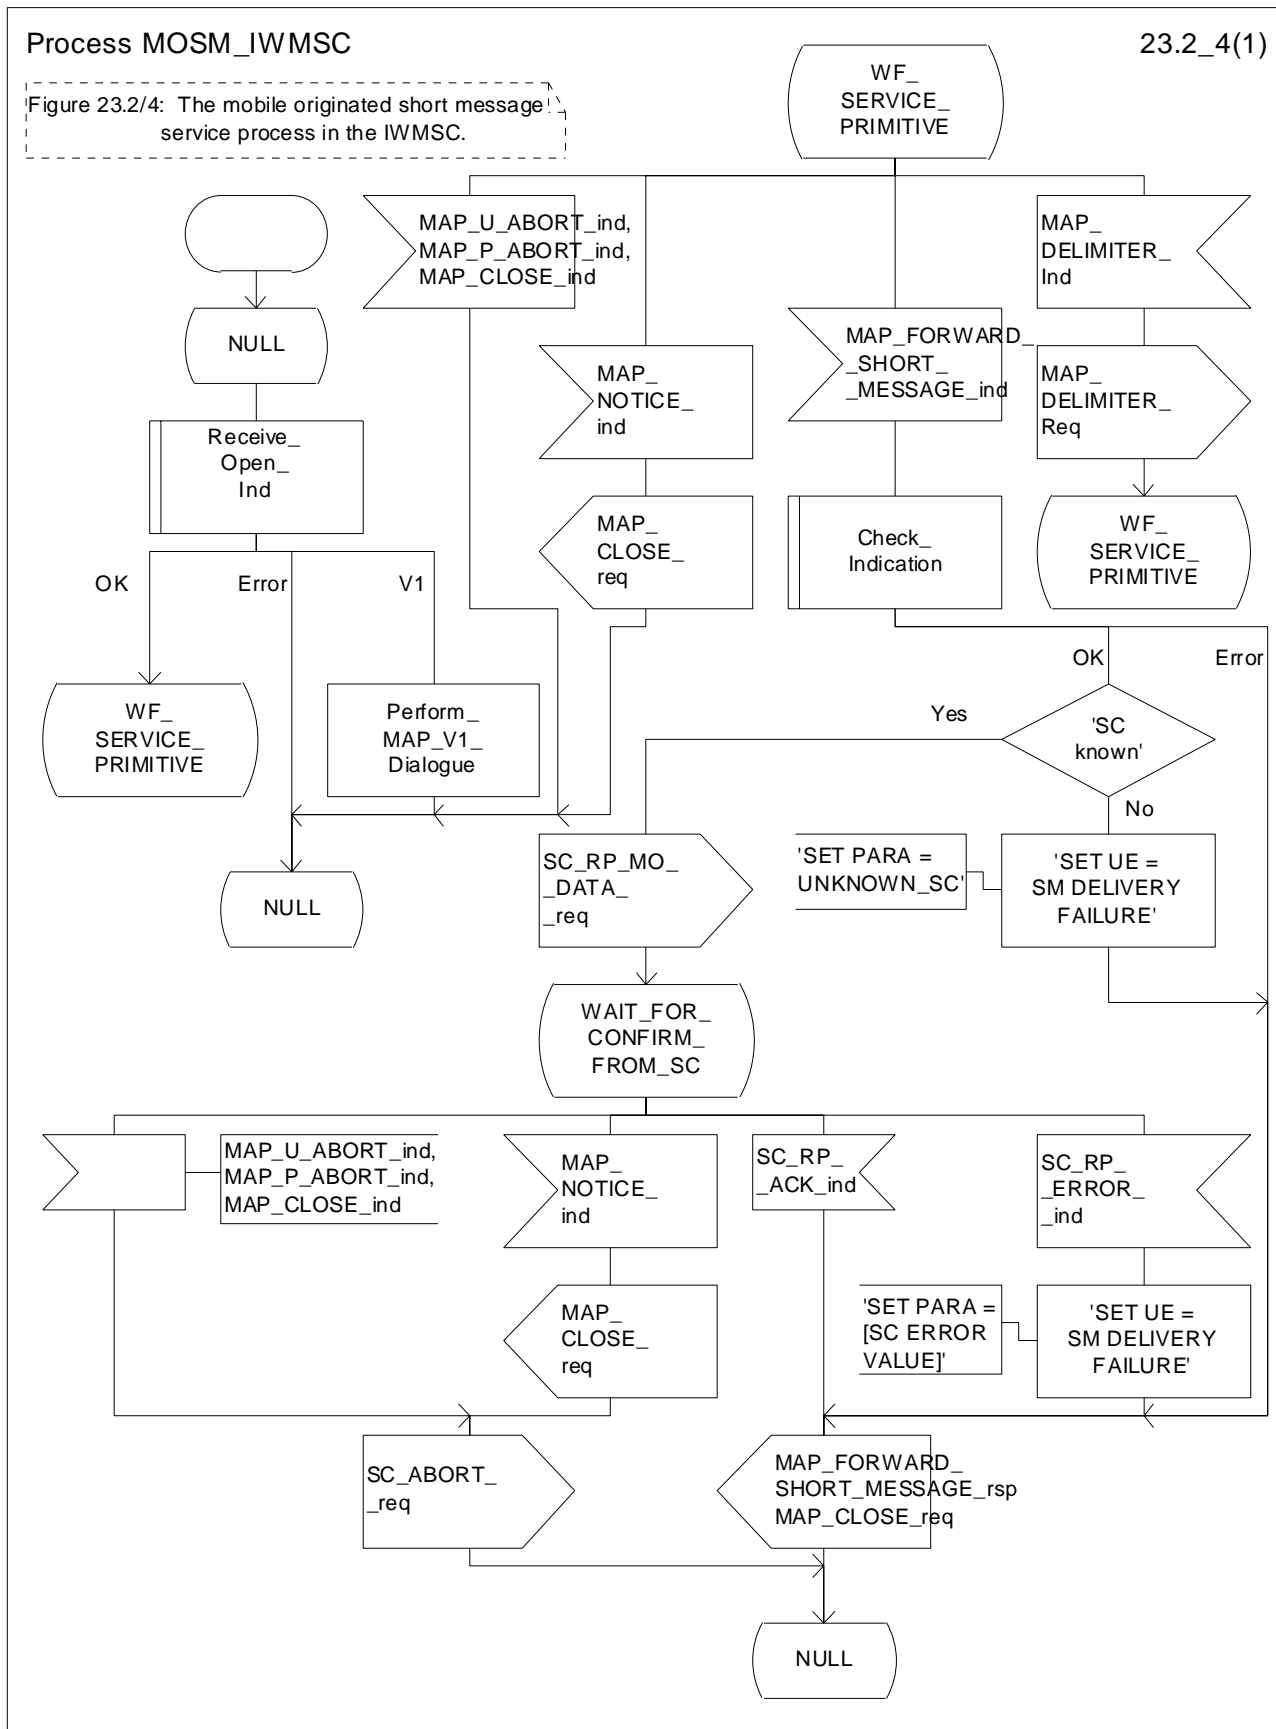 Process MOSM_IWMSC
23.2_4(1)
Figure 23.2/4: The mobile originated short message
service process in the IWMSC.
WF_
SERVICE_
PRIMITIVE
MAP_U_ABORT_ind,
MAP_P_ABORT_ind,
MAP_CLOSE_ind
MAP_
DELIMITER_
Ind
NULL
MAP_
NOTICE_
ind
MAP_FORWARD_
_SHORT_
_MESSAGE_ind
MAP_
DELIMITER_
Req
Receive_
Open_
Ind
MAP_
CLOSE_
req
Check_
Indication
WF_
SERVICE_
PRIMITIVE
OK
Error
V1
OK
Error
WF_
SERVICE_
PRIMITIVE
Perform_
MAP_V1_
Dialogue
Yes
'SC
known'
No
NULL
SC_RP_MO_
_DATA_
_req
'SET PARA =
UNKNOWN_SC'
'SET UE =
SM DELIVERY
FAILURE'
WAIT_FOR_
CONFIRM_
FROM_SC
MAP_U_ABORT_ind,
MAP_P_ABORT_ind,
MAP_CLOSE_ind
MAP_
NOTICE_
ind
SC_RP_
_ACK_ind
SC_RP_
_ERROR_
_ind
MAP_
CLOSE_
req
'SET PARA =
[SC ERROR
VALUE]'
'SET UE =
SM DELIVERY
FAILURE'
SC_ABORT_
_req
MAP_FORWARD_
SHORT_MESSAGE_rsp
MAP_CLOSE_req
NULL